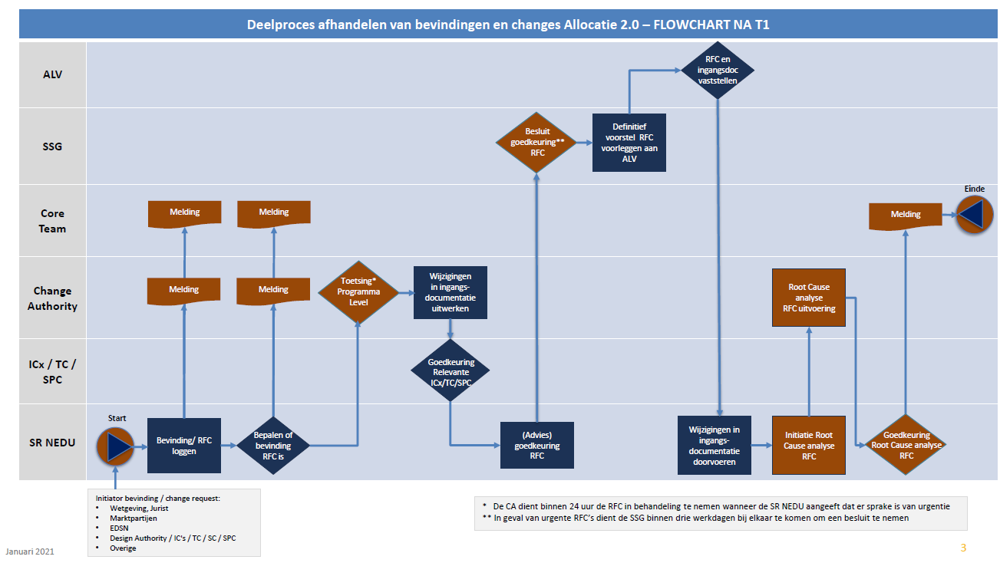 Deelproces afhandelen van bevindingen en changes Allocatie 2.0 – FLOWCHART NA T1
ALV
RFC en
ingangsdoc
vaststellen
SSG
Besluit
goedkeuring**
RFC
Definitief
voorstel RFC
voorleggen aan
ALV
Core
Team
Melding
Melding
Melding
Einde
Change
Authority
Melding
Melding
Toetsing*
Programma
Level
Wijzigingen
in ingangs-
documentatie
uitwerken
Root Cause
analyse
RFC uitvoering
ICx / TC /
SPC
Goedkeuring
Relevante
ICx/TC/SPC
SR NEDU
Start
Bevinding/ RFC
loggen
Bepalen of
bevinding
RFC is
(Advies)
goedkeuring
RFC
Wijzigingen in
ingangs-
documentatie
doorvoeren
Initiatie Root
Cause analyse
RFC
Goedkeuring
Root Cause analyse
RFC
Initiator bevinding / change request:
• Wetgeving, Jurist
• Marktpartijen
• EDSN
• Design Authority / IC's / TC / SC / SPC
• Overige
* De CA dient binnen 24 uur de RFC in behandeling te nemen wanneer de SR NEDU aangeeft dat er sprake is van urgentie
** In geval van urgente RFC's dient de SSG binnen drie werkdagen bij elkaar te komen om een besluit te nemen
Januari 2021
3